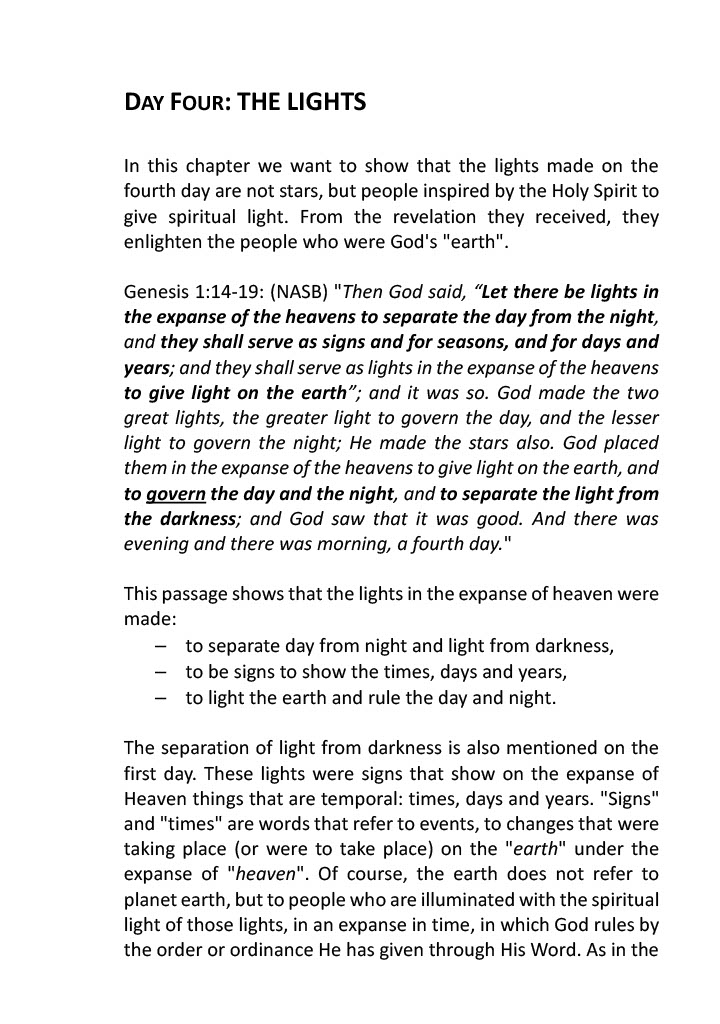 DAY FOUR: THE LIGHTS
In this chapter we want to show that the lights made on the
fourth day are not stars, but people inspired by the Holy Spirit to
give spiritual light. From the revelation they received, they
enlighten the people who were God's "earth".
Genesis 1:14-19: (NASB) "Then God said, “Let there be lights in
the expanse of the heavens to separate the day from the night,
and they shall serve as signs and for seasons, and for days and
years; and they shall serve as lights in the expanse of the heavens
to give light on the earth”; and it was so. God made the two
great lights, the greater light to govern the day, and the lesser
light to govern the night; He made the stars also. God placed
them in the expanse of the heavens to give light on the earth, and
to govern the day and the night, and to separate the light from
the darkness; and God saw that it was good. And there was
evening and there was morning, a fourth day."
This passage shows that the lights in the expanse of heaven were
made:
– to separate day from night and light from darkness,
– to be signs to show the times, days and years,
– to light the earth and rule the day and night.
The separation of light from darkness is also mentioned on the
first day. These lights were signs that show on the expanse of
Heaven things that are temporal: times, days and years. "Signs"
and "times" are words that refer to events, to changes that were
taking place (or were to take place) on the "earth" under the
expanse of "heaven". Of course, the earth does not refer to
planet earth, but to people who are illuminated with the spiritual
light of those lights, in an expanse in time, in which God rules by
the order or ordinance He has given through His Word. As in the